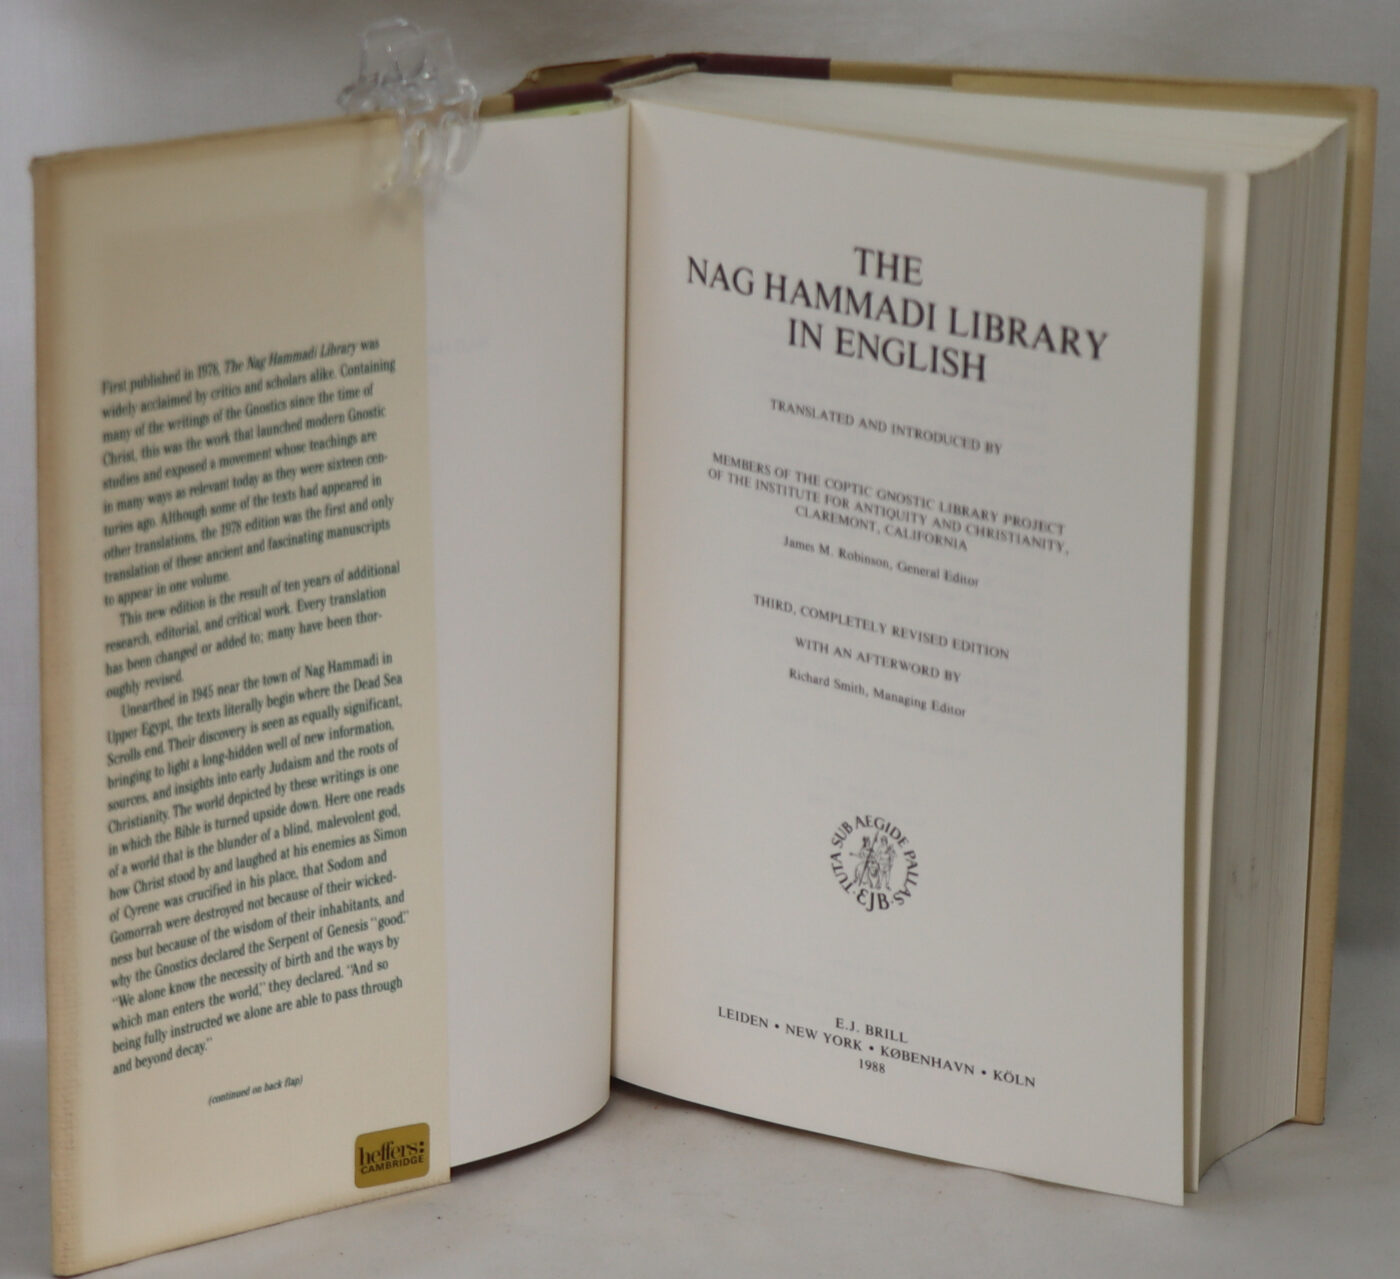 First published in 1978, The Nag Hammadi Library was
widely acclaimed by critics and scholars alike. Containing
many of the writings of the Gnostics since the time of
Christ, this was the work that launched modern Gnostic
studies and exposed a movement whose teachings are
in many ways as relevant today as they were sixteen cen-
turies ago. Although some of the texts had appeared in
other translations, the 1978 edition was the first and only
translation of these ancient and fascinating manuscripts
to appear in one volume.
This new edition is the result of ten years of additional
research, editorial, and critical work. Every translation
has been changed or added to; many have been thor-
oughly revised.
Unearthed in 1945 near the town of Nag Hammadi in
Upper Egypt, the texts literally begin where the Dead Sea
Scrolls end. Their discovery is seen as equally significant,
bringing to light a long-hidden well of new information,
sources, and insights into early Judaism and the roots of
Christianity. The world depicted by these writings is one
in which the Bible is turned upside down. Here one reads
of a world that is the blunder of a blind, malevolent god,
how Christ stood by and laughed at his enemies as Simon
of Cyrene was crucified in his place, that Sodom and
Gomorrah were destroyed not because of their wicked-
ness but because of the wisdom of their inhabitants, and
why the Gnostics declared the Serpent of Genesis "good."
"We alone know the necessity of birth and the ways by
which man enters the world," they declared. "And so
being fully instructed we alone are able to pass through
and beyond decay."
(continued on back flap)
heffers:
CAMBRIDGE
THE
NAG HAMMADI LIBRARY
IN ENGLISH
TRANSLATED AND INTRODUCED BY
MEMBERS OF THE COPTIC GNOSTIC LIBRARY PROJECT
OF THE INSTITUTE FOR ANTIQUITY AND CHRISTIANITY,
CLAREMONT, CALIFORNIA
James M. Robinson, General Editor
THIRD, COMPLETELY REVISED EDITION
WITH AN AFTERWORD BY
Richard Smith, Managing Editor
TUTA SUB AEGIDE PALLAS
· EJB ·
E.J. BRILL
LEIDEN • NEW YORK • KØBENHAVN • KÖLN
1988